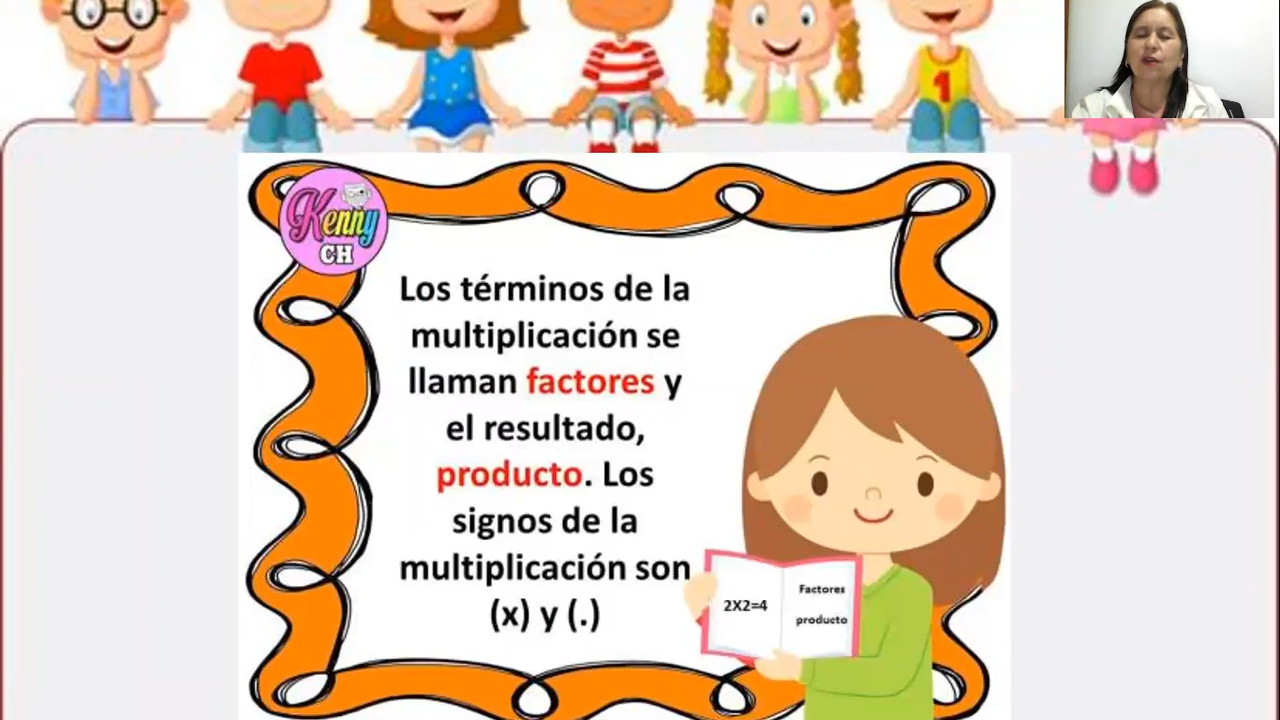 1
Kenny
CH
Los términos de la
multiplicación se
llaman factores y
el resultado,
producto. Los
signos de la
multiplicación son
(x) y (.)
2X2=4
Factores
producto